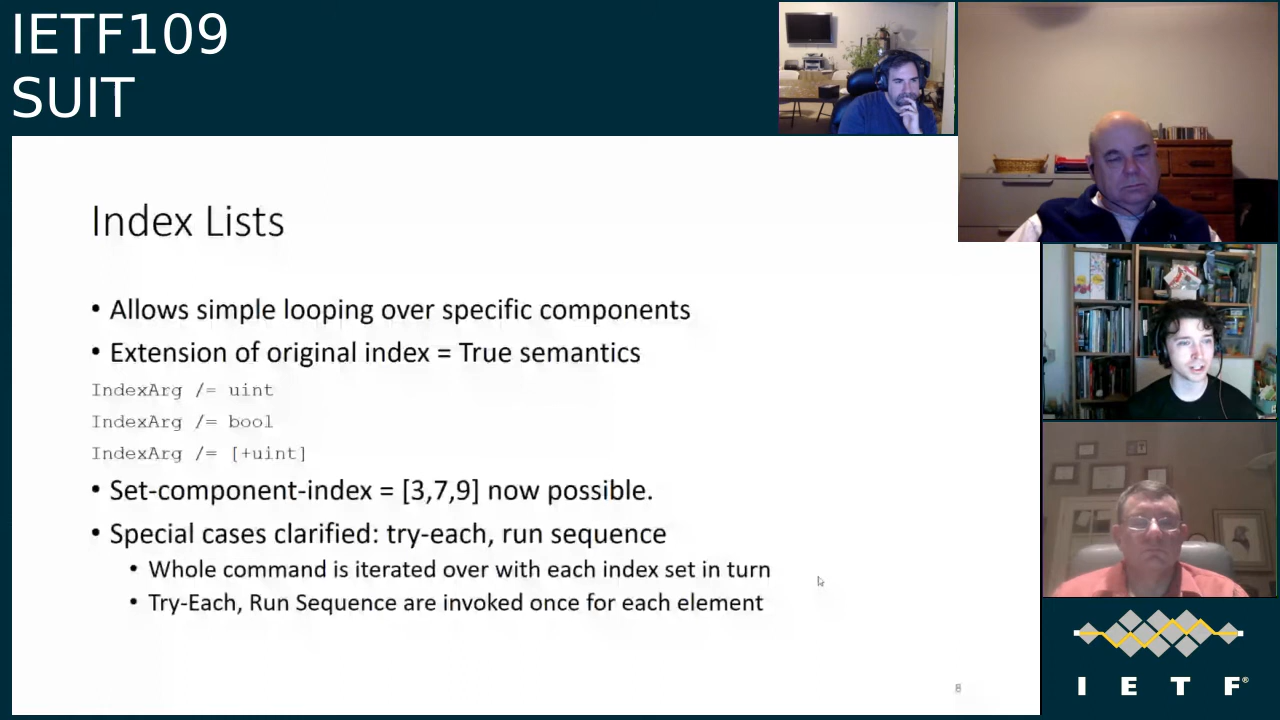 IETF109
SUIT
Index Lists
• Allows simple looping over specific components
• Extension of original index = True semantics
IndexArg /= uint
IndexArg /= bool
IndexArg /= [+uint]
• Set-component-index = [3,7,9] now possible.
• Special cases clarified: try-each, run sequence
• Whole command is iterated over with each index set in turn
• Try-Each, Run Sequence are invoked once for each element
8
I E T F®